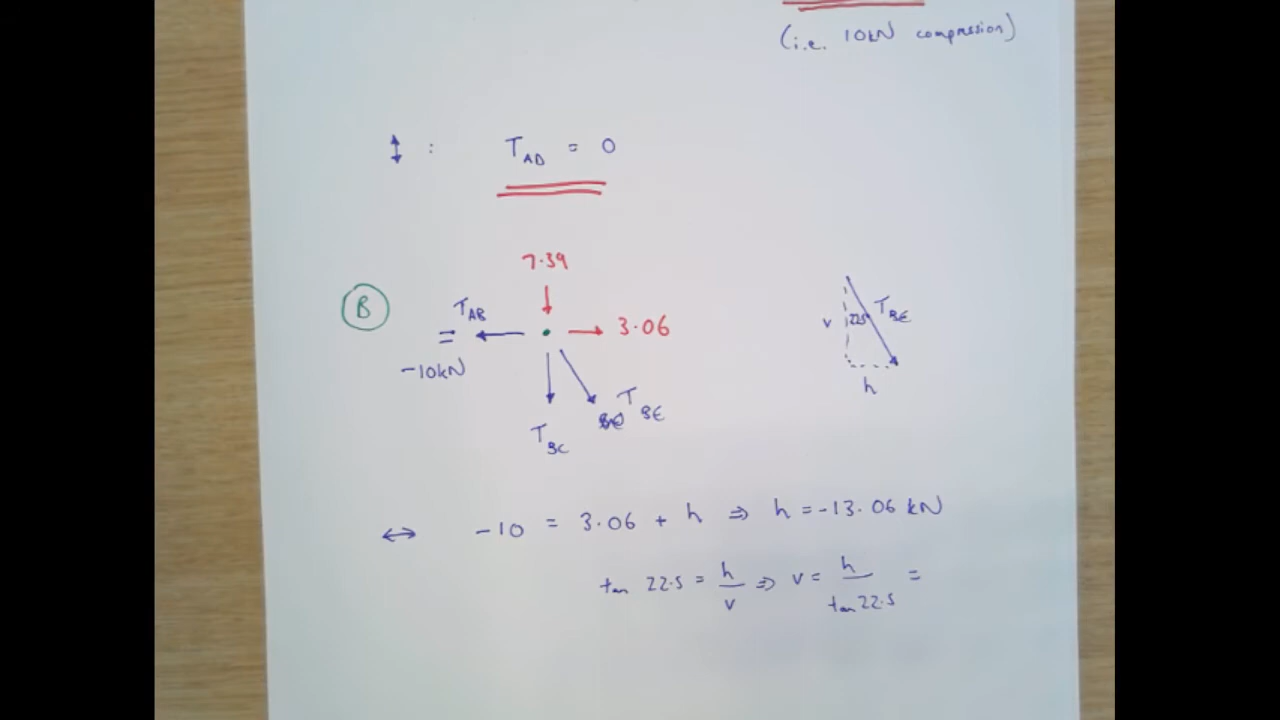 (i.e. 10kN compression)
↕ : T_AD = 0
7.39
B
T_AB
= 3.06
-10kN
T_BC
T_BE
v 22.5 T_BE
h
↔ -10 = 3.06 + h ⇒ h = -13.06 kN
tan 22.5 = h/v ⇒ v = h/tan 22.5 =